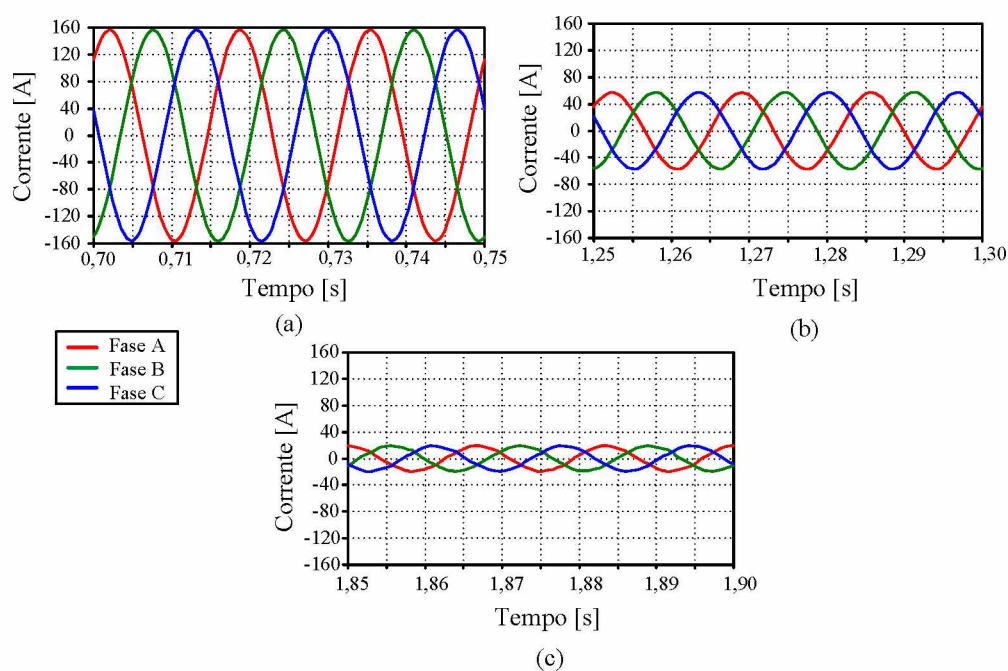 160
120
80
40
0
-40
-80
-120
-160
Corrente [A]
0,70 0,71 0,72 0,73 0,74 0,75
Tempo [s]
(a)
160
120
80
40
0
-40
-80
-120
-160
Corrente [A]
1,25 1,26 1,27 1,28 1,29 1,30
Tempo [s]
(b)
Fase A
Fase B
Fase C
160
120
80
40
0
-40
-80
-120
-160
Corrente [A]
1,85 1,86 1,87 1,88 1,89 1,90
Tempo [s]
(c)